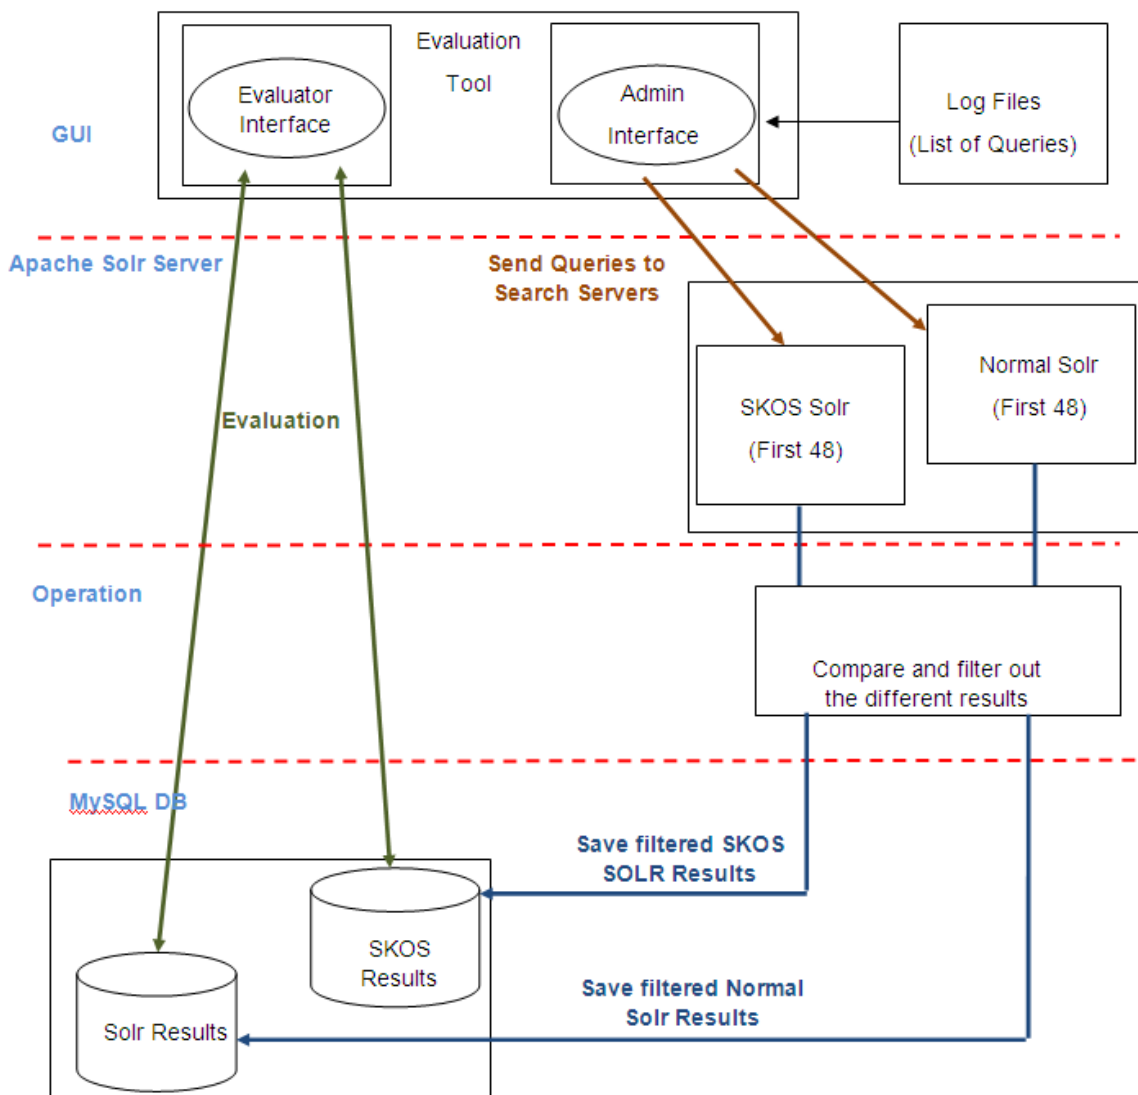 Evaluation
Tool
Evaluator
Interface
Admin
Interface
Log Files
(List of Queries)
GUI
Apache Solr Server
Send Queries to
Search Servers
Normal Solr
(First 48)
SKOS Solr
(First 48)
Evaluation
Operation
Compare and filter out
the different results
MySQL DB
Save filtered SKOS
SOLR Results
SKOS
Results
Save filtered Normal
Solr Results
Solr Results